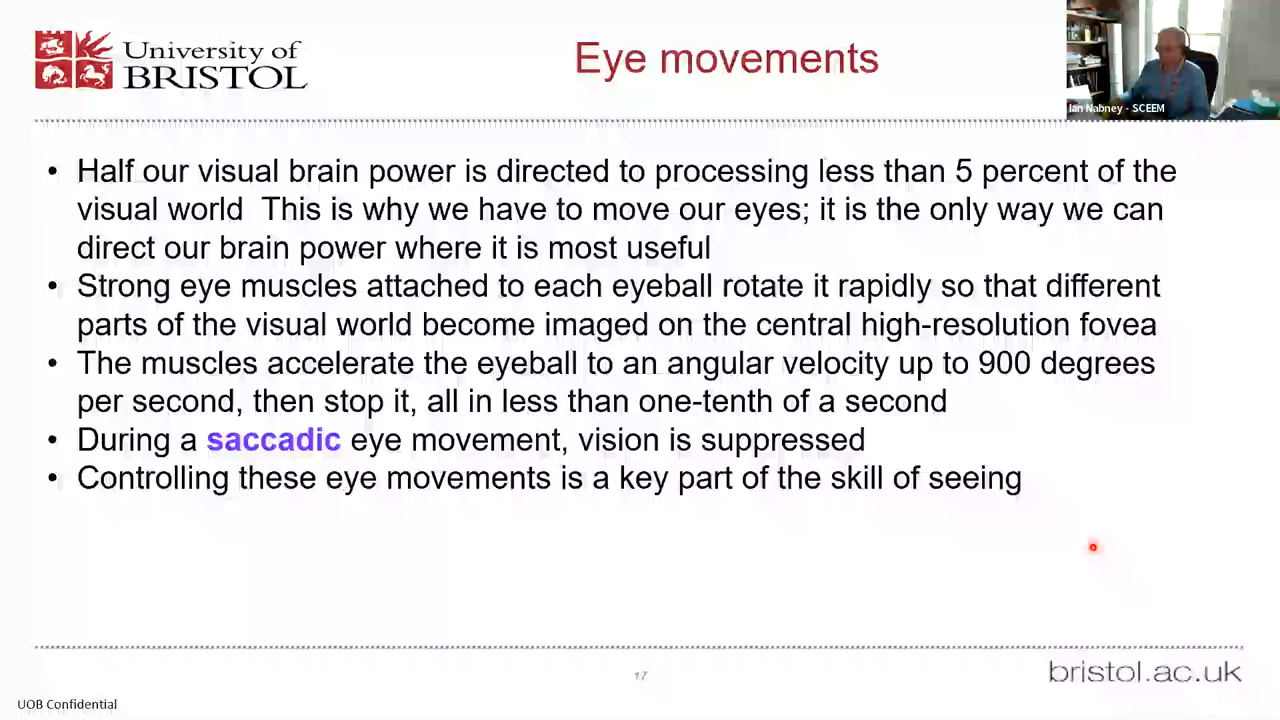 University of
BRISTOL
Eye movements
Ian Nabney - SCEEM
• Half our visual brain power is directed to processing less than 5 percent of the
visual world  This is why we have to move our eyes; it is the only way we can
direct our brain power where it is most useful
• Strong eye muscles attached to each eyeball rotate it rapidly so that different
parts of the visual world become imaged on the central high-resolution fovea
• The muscles accelerate the eyeball to an angular velocity up to 900 degrees
per second, then stop it, all in less than one-tenth of a second
• During a saccadic eye movement, vision is suppressed
• Controlling these eye movements is a key part of the skill of seeing
17
bristol.ac.uk
UOB Confidential